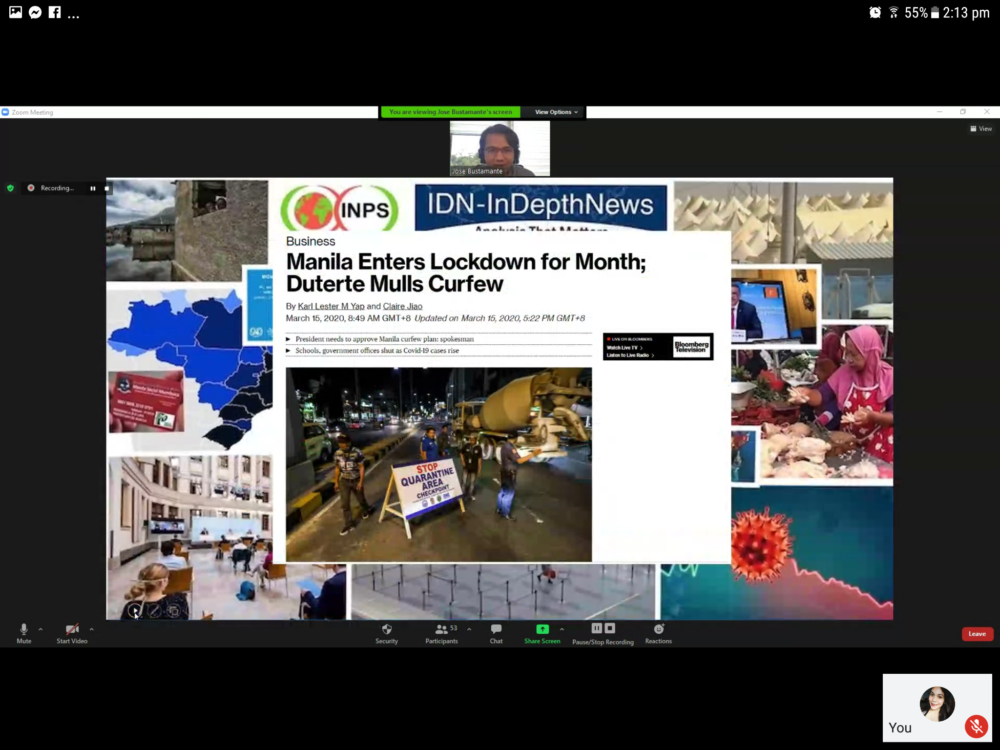 ... 55% 2:13 pm
Zoom Meeting
You are viewing Jose Bustamante's screen View Options
View
Jose Bustamante
Recording...
INPS
IDN-InDepthNews
Analysis That Matters
Business
Manila Enters Lockdown for Month;
Duterte Mulls Curfew
By Karl Lester M Yap and Claire Jiao
March 15, 2020, 8:49 AM GMT+8 Updated on March 15, 2020, 5:22 PM GMT+8
President needs to approve Manila curfew plan: spokesman
Schools, government offices shut as Covid-19 cases rise
LIVE ON BLOOMBERG
Watch Live TV
Listen to Live Radio
Bloomberg
Television
STOP
QUARANTINE
AREA
CHECKPOINT
Mute
Start Video
Security
53
Participants
Chat
Share Screen
Pause/Stop Recording
Reactions
Leave
You